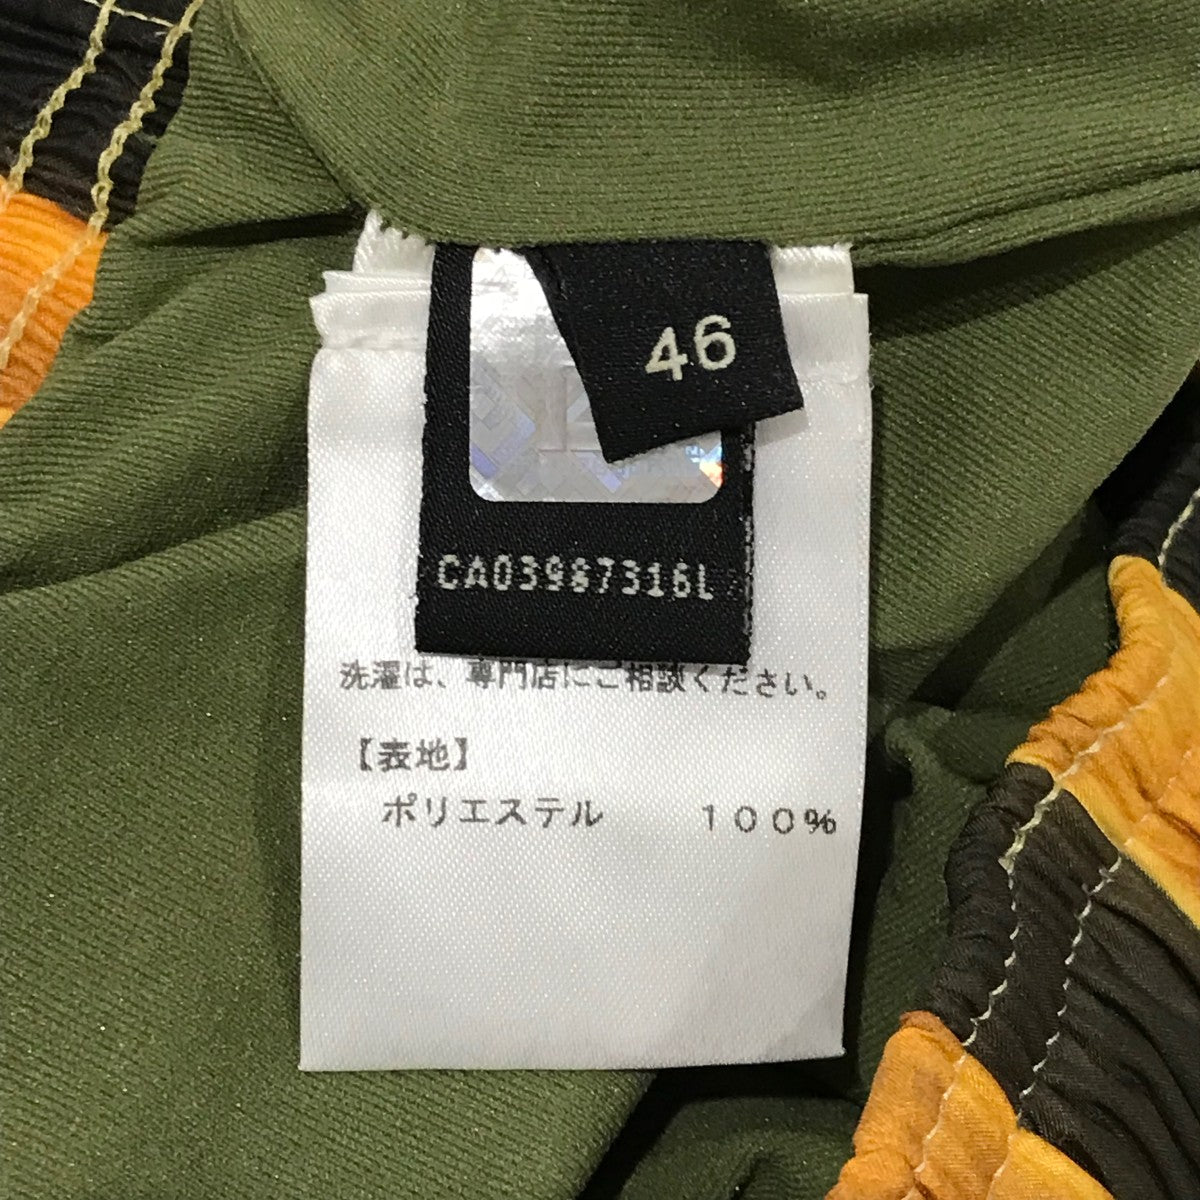 46
CA03987316L
洗濯は、専門店にご相談ください。
【表地】
ポリエステル　１００％